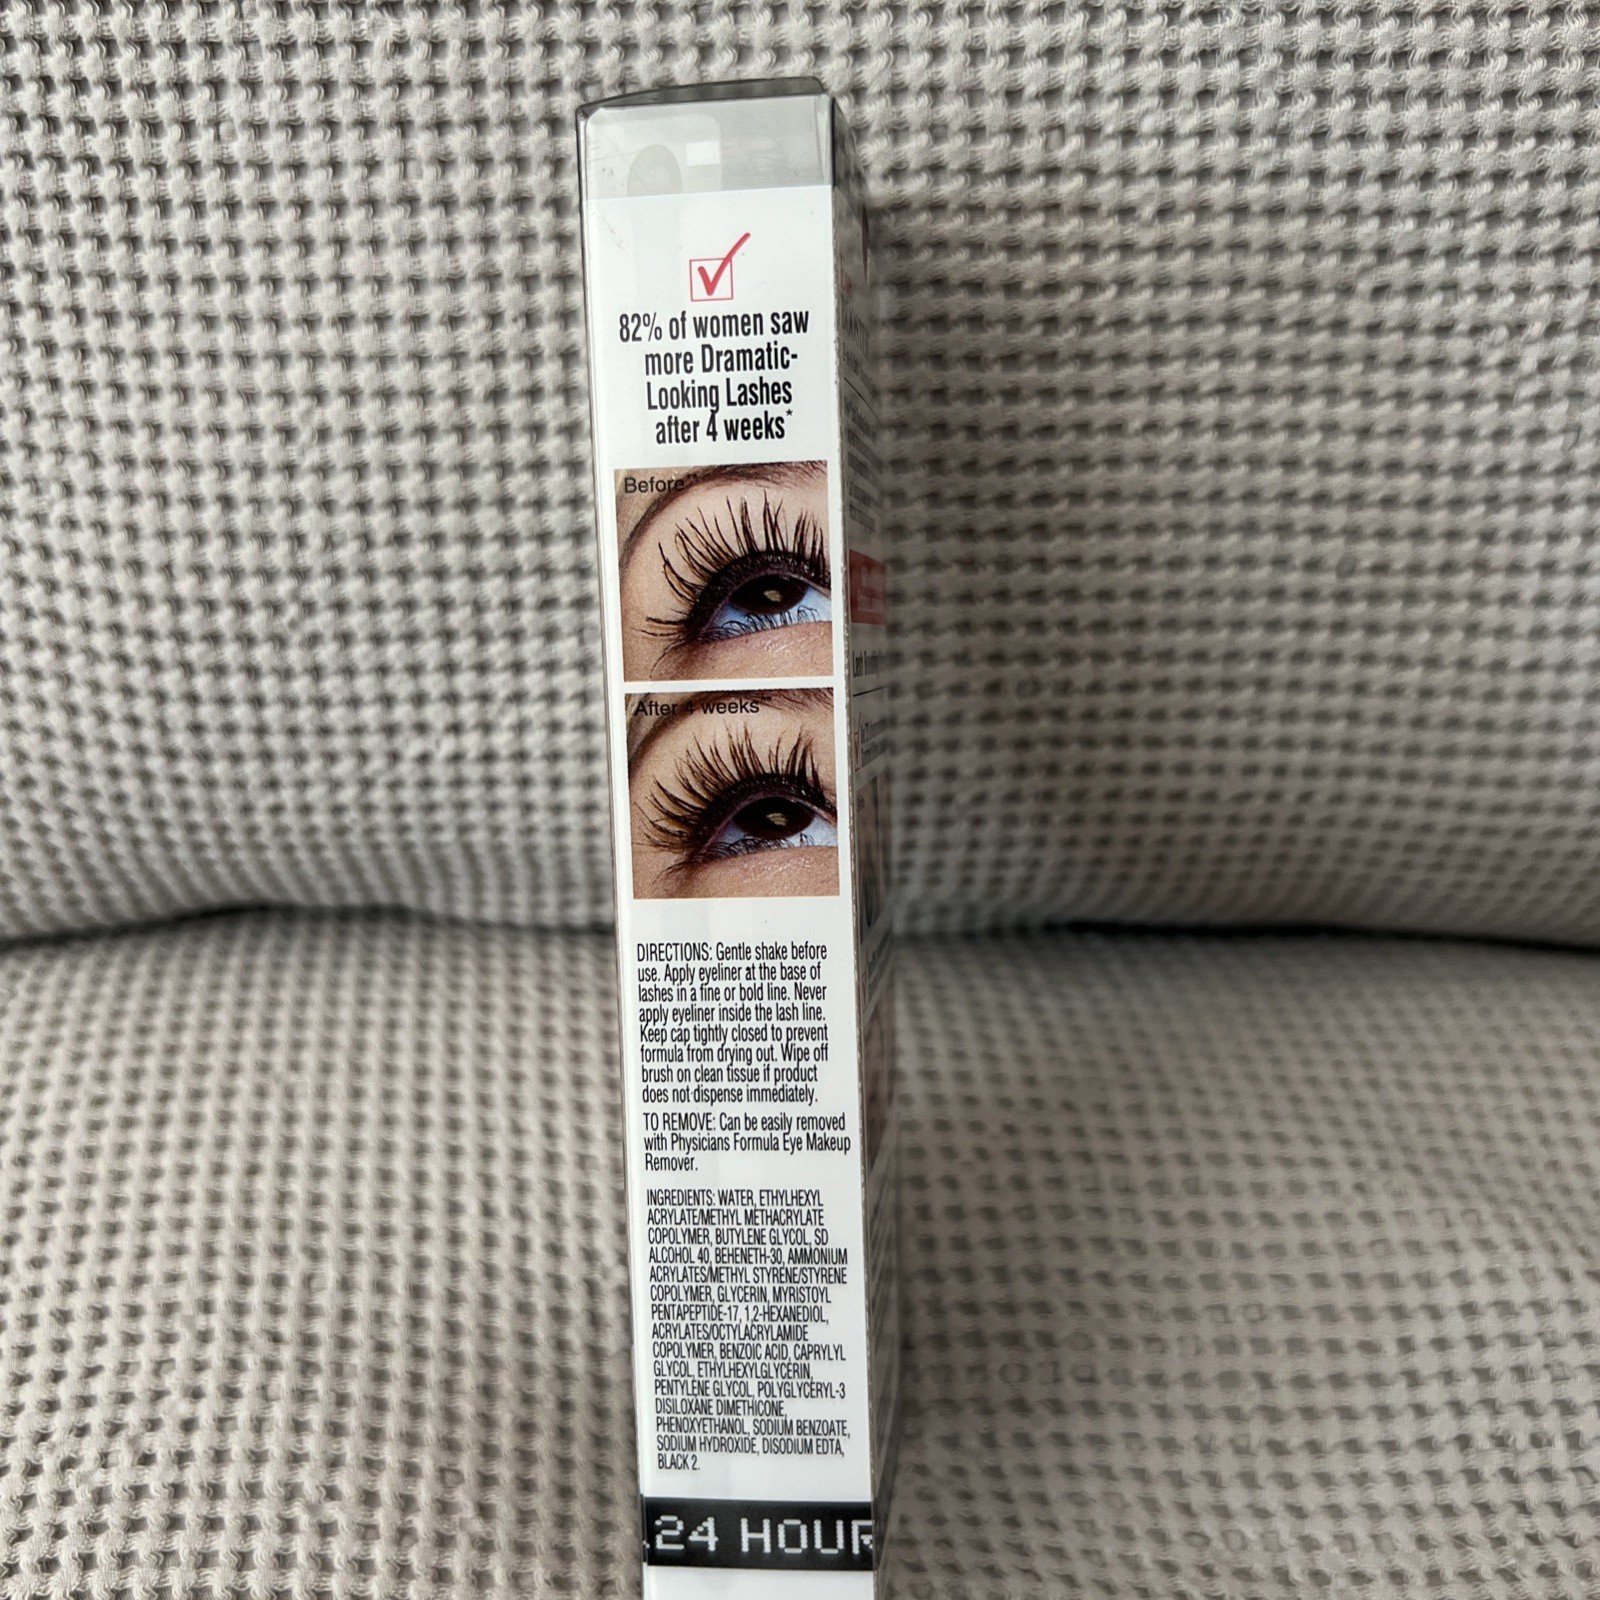 82% of women saw
more Dramatic-
Looking Lashes
after 4 weeks*
Before**
After 4 weeks**
DIRECTIONS: Gentle shake before
use. Apply eyeliner at the base of
lashes in a fine or bold line. Never
apply eyeliner inside the lash line.
Keep cap tightly closed to prevent
formula from drying out. Wipe off
brush on clean tissue if product
does not dispense immediately.
TO REMOVE: Can be easily removed
with Physicians Formula Eye Makeup
Remover.
INGREDIENTS: WATER, ETHYLHEXYL
ACRYLATE/METHYL METHACRYLATE
COPOLYMER, BUTYLENE GLYCOL, SD
ALCOHOL 40, BEHENETH-30, AMMONIUM
ACRYLATES/METHYL STYRENE/STYRENE
COPOLYMER, GLYCERIN, MYRISTOYL
PENTAPEPTIDE-17, 1,2-HEXANEDIOL,
ACRYLATES/OCTYLACRYLAMIDE
COPOLYMER, BENZOIC ACID, CAPRYLYL
GLYCOL, ETHYLHEXYLGLYCERIN,
PENTYLENE GLYCOL, POLYGLYCERYL-3
DISILOXANE DIMETHICONE,
PHENOXYETHANOL, SODIUM BENZOATE,
SODIUM HYDROXIDE, DISODIUM EDTA,
BLACK 2.
24 HOUR